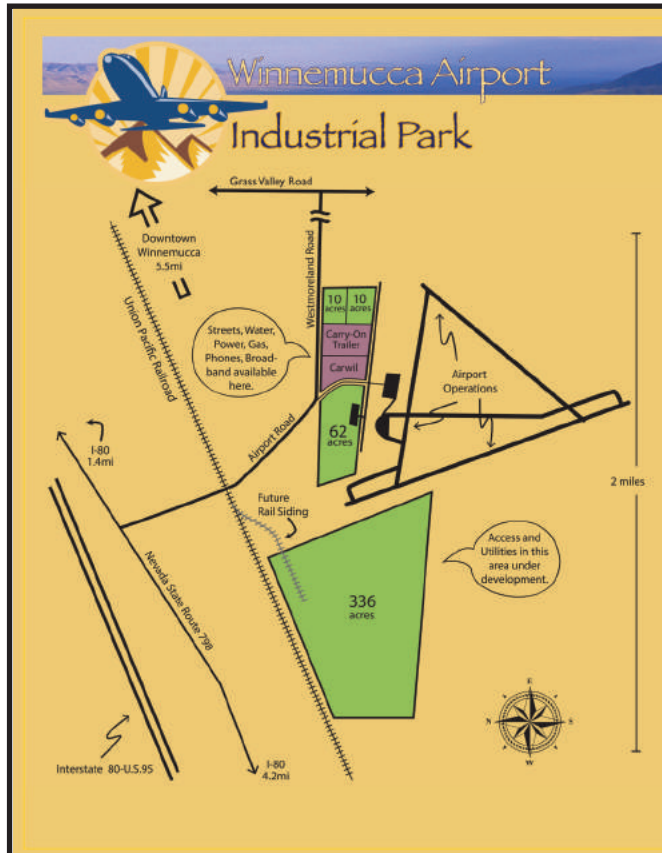 Winnemucca Airport
Industrial Park
Grass Valley Road
Downtown
Winnemucca
5.5mi
Westmoreland Road
Union Pacific Railroad
10
acres
10
acres
Streets, Water,
Power, Gas,
Phones, Broad-
band available
here.
Carry-On
Trailer
Carwil
Airport
Operations
62
acres
Airport Road
I-80
1.4mi
2 miles
Future
Rail Siding
Access and
Utilities in this
area under
development.
336
acres
Nevada State Route 798
E
N
S
W
Interstate 80-U.S.95
I-80
4.2mi